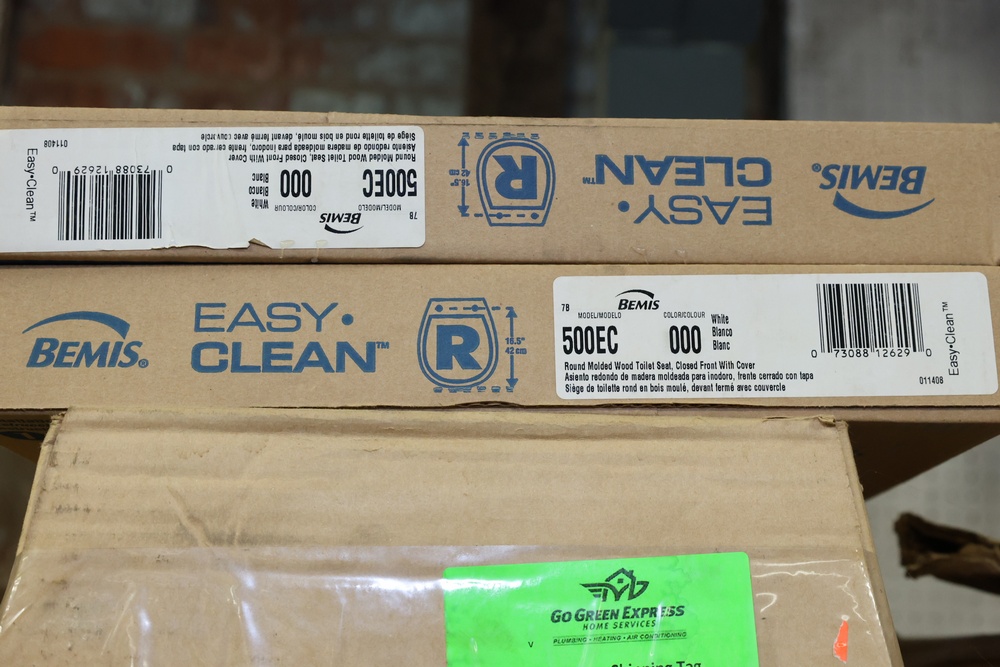 011408
Siège de toilette rond en bois moulé, devant fermé avec couvercle
Asiento redondo de madera moldeada para inodoro, frente cerrado con tapa
Round Molded Wood Toilet Seat, Closed Front With Cover
Easy•Clean™
0 73088 12629 0
Blanc
Blanco
White
000
COLOR/COLOUR
500EC
MODEL/MODELO
BEMIS
7B
16.5"
42 cm
R
EASY•
CLEAN™
BEMIS®
BEMIS®
EASY•
CLEAN™
R
16.5"
42 cm
7B
BEMIS
MODEL/MODELO
500EC
COLOR/COLOUR
000
White
Blanco
Blanc
Round Molded Wood Toilet Seat, Closed Front With Cover
Asiento redondo de madera moldeada para inodoro, frente cerrado con tapa
Siège de toilette rond en bois moulé, devant fermé avec couvercle
0 73088 12629 0
011408
Easy•Clean™
GO GREEN EXPRESS
HOME SERVICES
PLUMBING • HEATING • AIR CONDITIONING
V
Tag